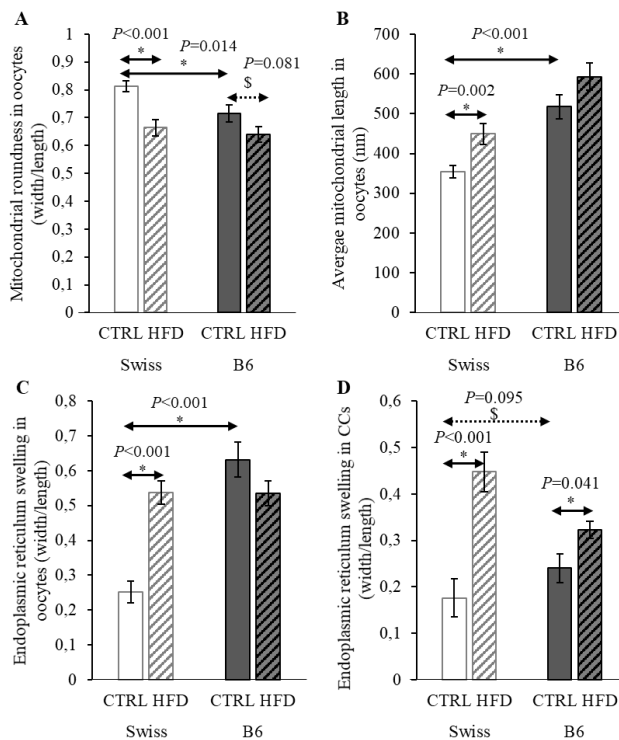 A
P<0.001
*
P=0.014
*
P=0.081
$
Mitochondrial roundness in oocytes
(width/length)
1
0,9
0,8
0,7
0,6
0,5
0,4
0,3
0,2
0,1
0
CTRL HFD CTRL HFD
Swiss B6
B
P<0.001
*
P=0.002
*
Avergae mitochondrial length in
oocytes (nm)
700
600
500
400
300
200
100
0
CTRL HFD CTRL HFD
Swiss B6
C
P<0.001
*
P<0.001
*
Endoplasmic reticulum swelling in
oocytes (width/length)
0,8
0,7
0,6
0,5
0,4
0,3
0,2
0,1
0
CTRL HFD CTRL HFD
Swiss B6
D
P=0.095
$
P<0.001
*
P=0.041
*
Endoplasmic reticulum swelling in CCs
(width/length)
0,6
0,5
0,4
0,3
0,2
0,1
0
CTRL HFD CTRL HFD
Swiss B6